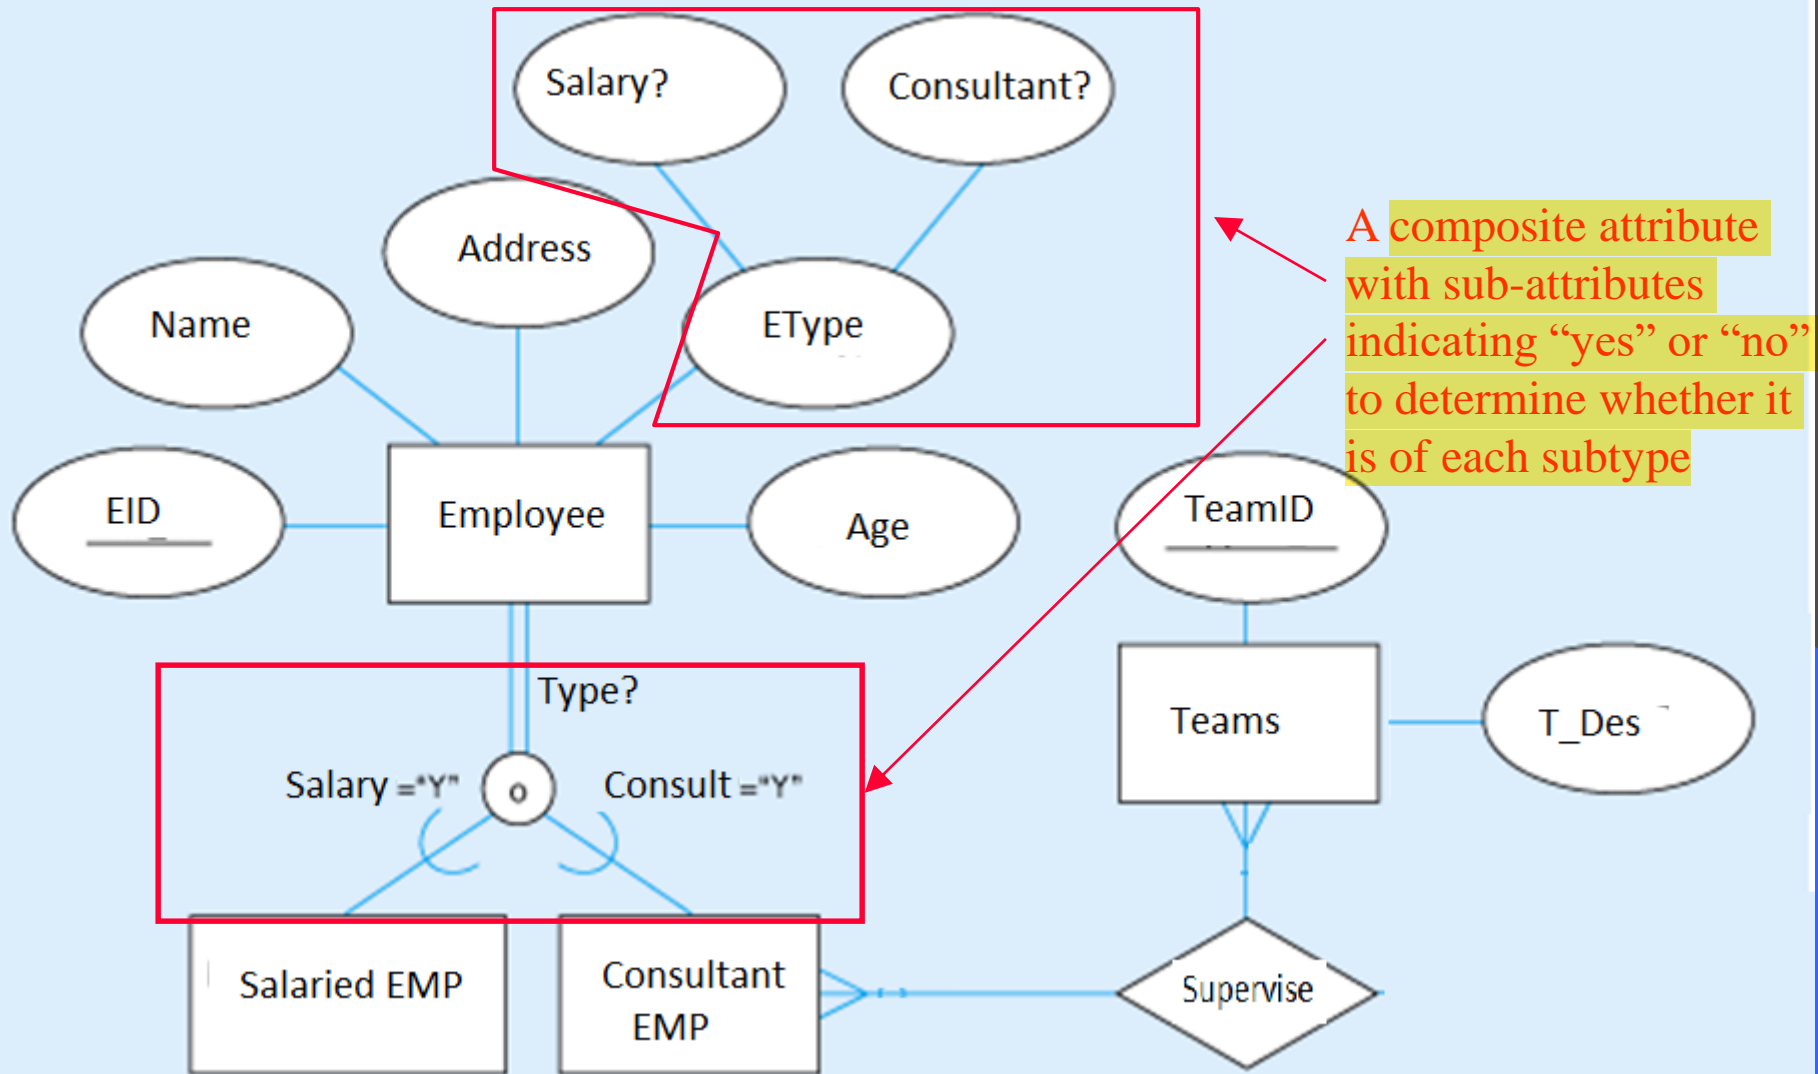 Salary?
Consultant?
Address
A composite attribute
with sub-attributes
indicating “yes” or “no”
to determine whether it
is of each subtype
Name
EType
EID
Employee
Age
TeamID
Type?
Teams
T_Des
Salary =“Y”
o
Consult =“Y”
Salaried EMP
Consultant
EMP
Supervise